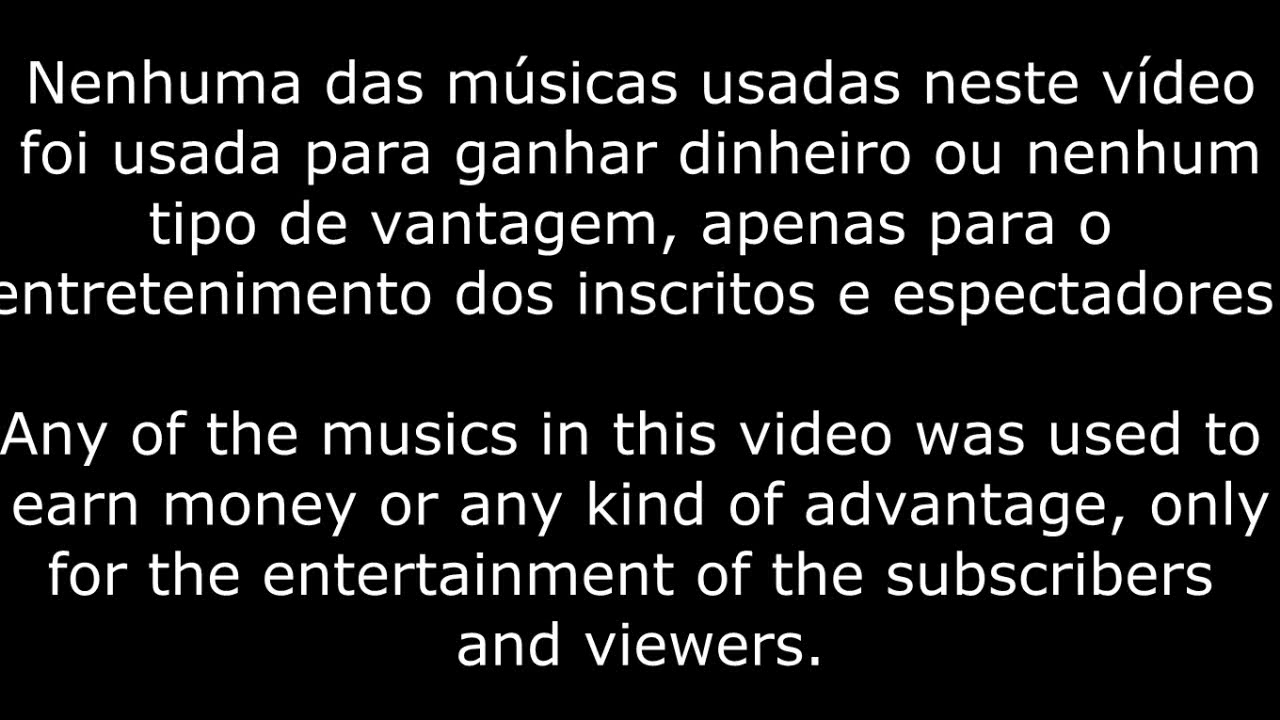 Nenhuma das músicas usadas neste vídeo
foi usada para ganhar dinheiro ou nenhum
tipo de vantagem, apenas para o
entretenimento dos inscritos e espectadores
Any of the musics in this video was used to
earn money or any kind of advantage, only
for the entertainment of the subscribers
and viewers.